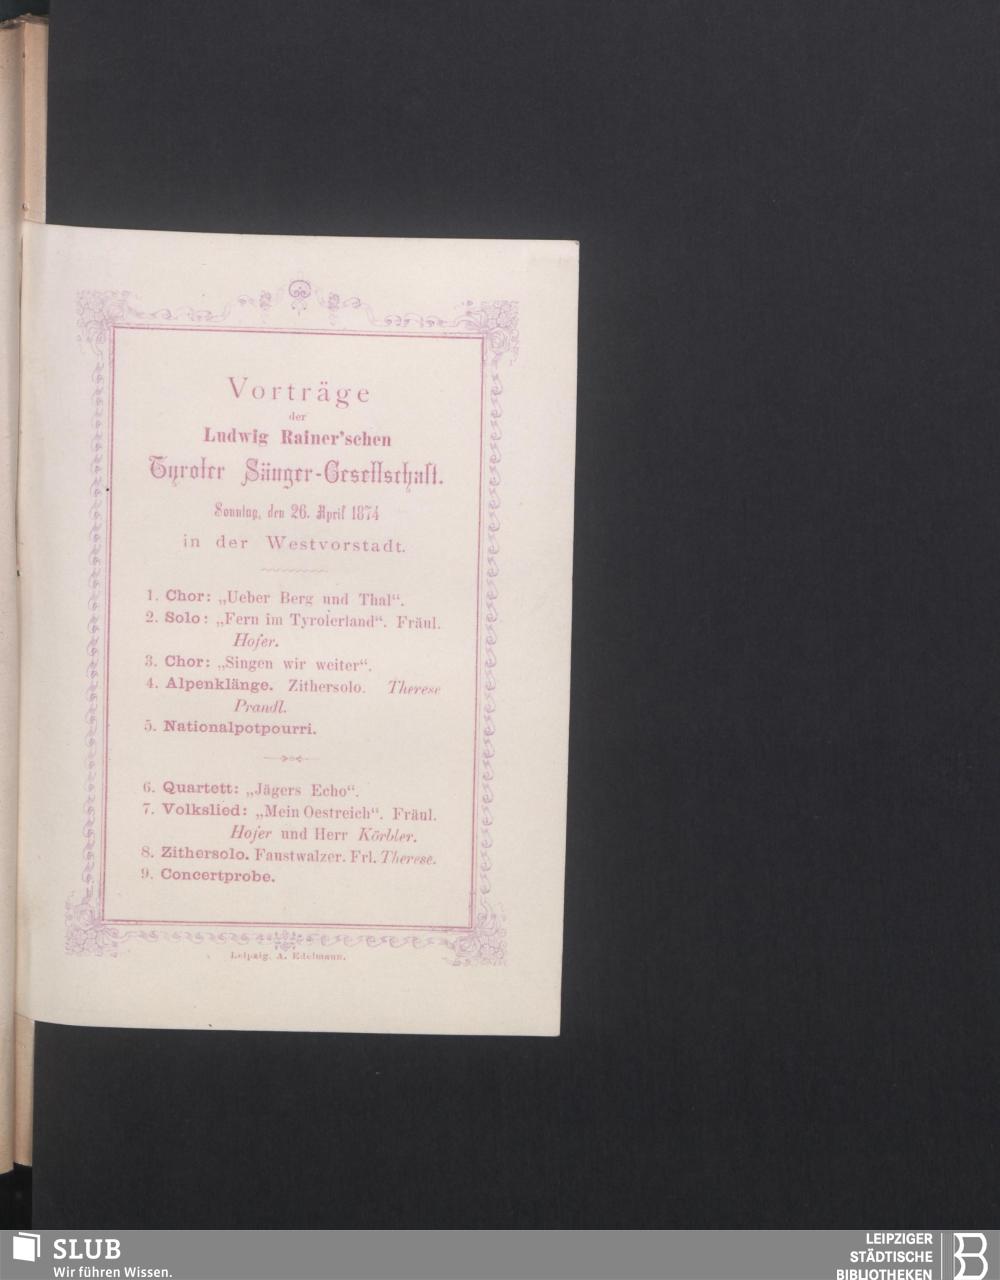 Vorträge
der
Ludwig Rainer'schen
Tyroler Sänger-Gesellschaft.
Sonntag, den 26. April 1874
in der Westvorstadt.
1. Chor: „Ueber Berg und Thal“.
2. Solo: „Fern im Tyrolerland“. Fräul.
Hofer.
3. Chor: „Singen wir weiter“.
4. Alpenklänge. Zithersolo. Therese
Prandl.
5. Nationalpotpourri.
6. Quartett: „Jägers Echo“.
7. Volkslied: „Mein Oestreich“. Fräul.
Hofer und Herr Körbler.
8. Zithersolo. Faustwalzer. Frl. Therese.
9. Concertprobe.
Leipzig. A. Edelmann.
SLUB
Wir führen Wissen.
LEIPZIGER
STÄDTISCHE
BIBLIOTHEKEN